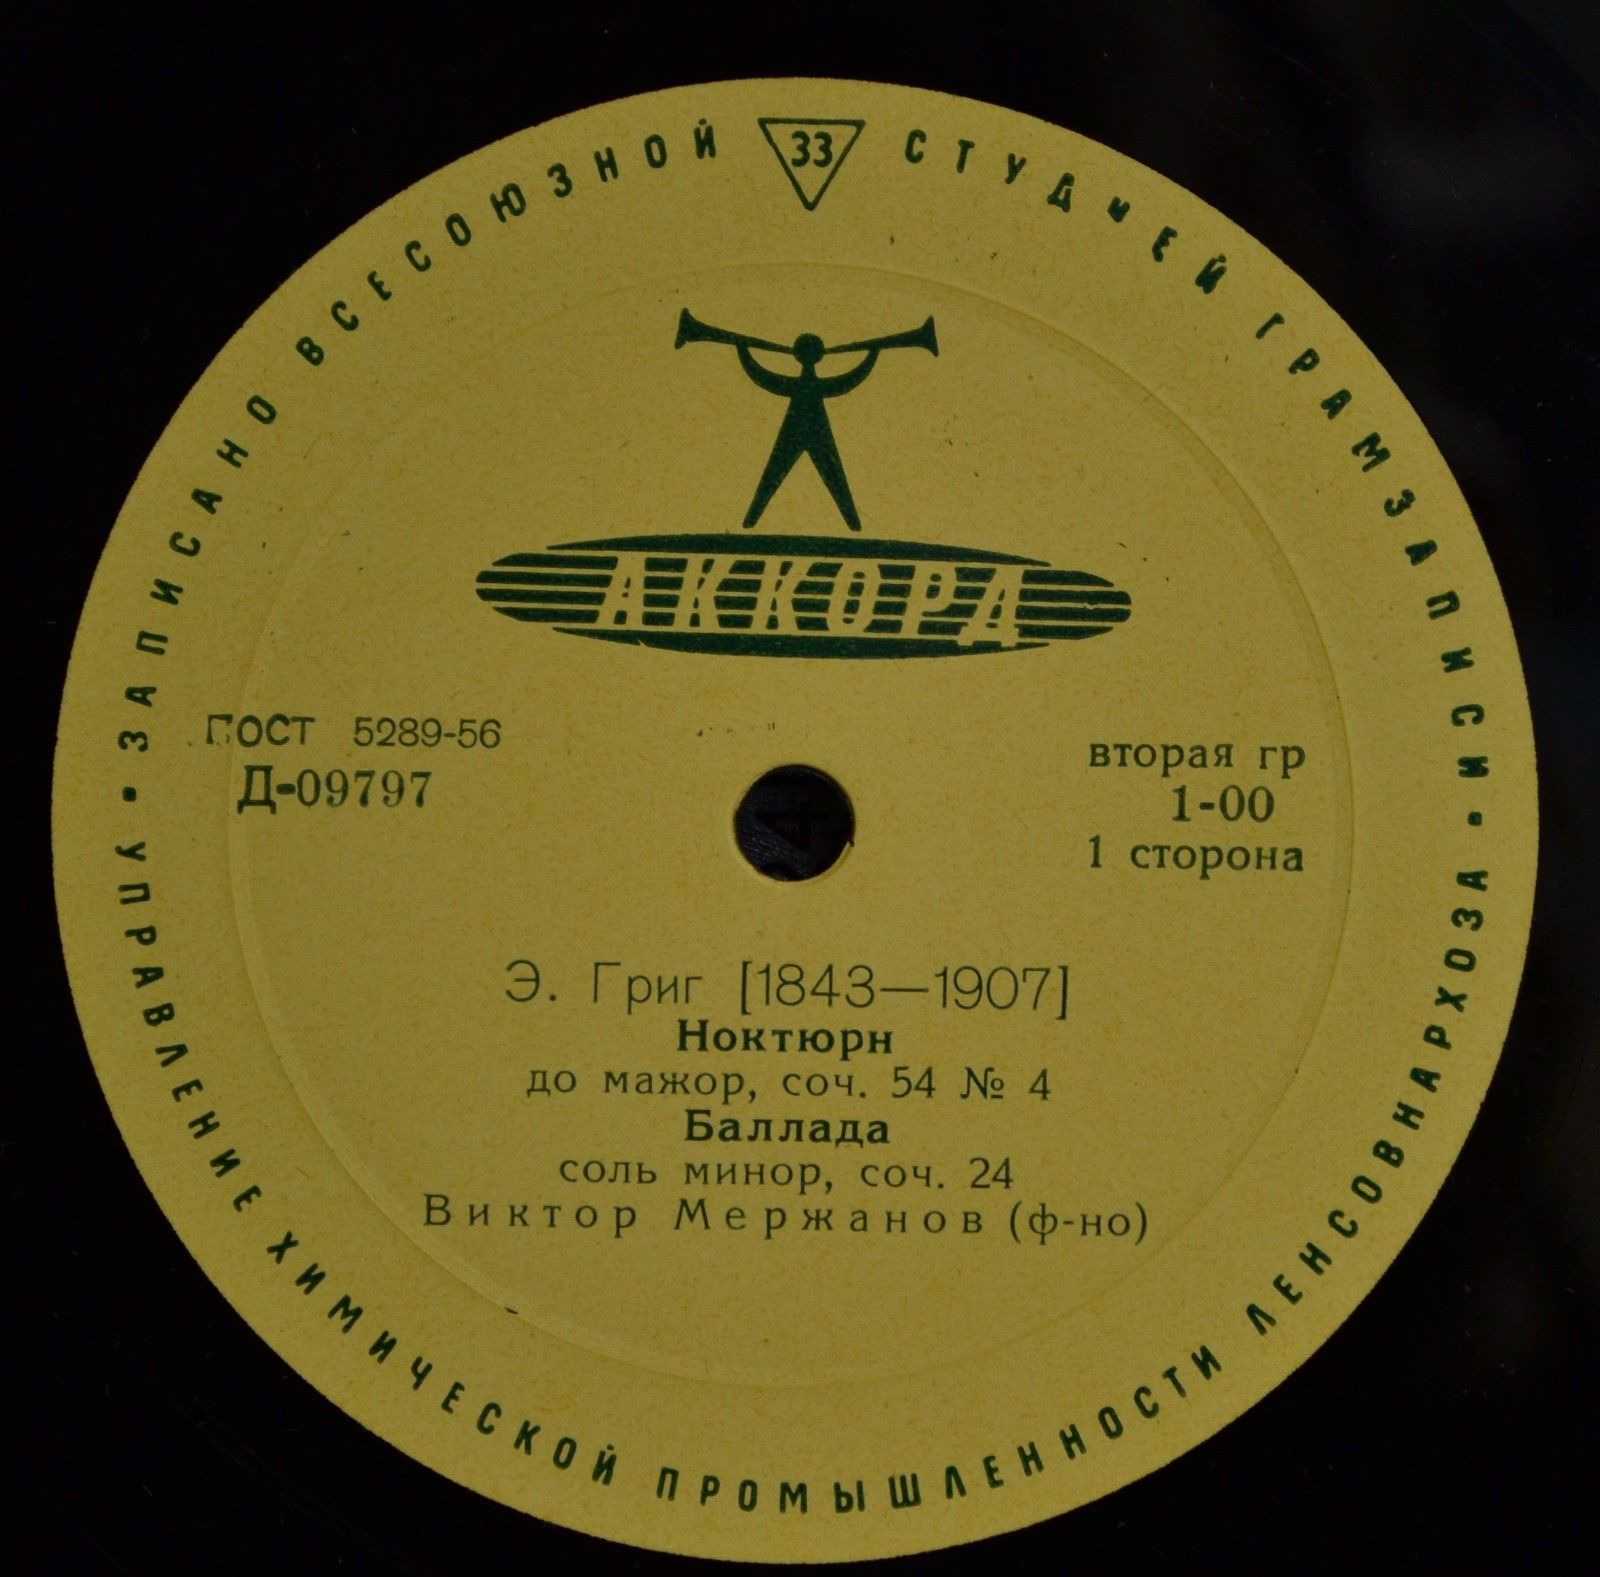 ЗАПИСАНО ВСЕСОЮЗНОЙ 33 СТУДИЕЙ ГРАМЗАПИСИ
АККОРД
ГОСТ 5289-56
Д-09797
вторая гр
1-00
1 сторона
Э. Григ [1843—1907]
Ноктюрн
до мажор, соч. 54 № 4
Баллада
соль минор, соч. 24
Виктор Мержанов (ф-но)
УПРАВЛЕНИЕ ХИМИЧЕСКОЙ ПРОМЫШЛЕННОСТИ ЛЕНСОВНАРХОЗА